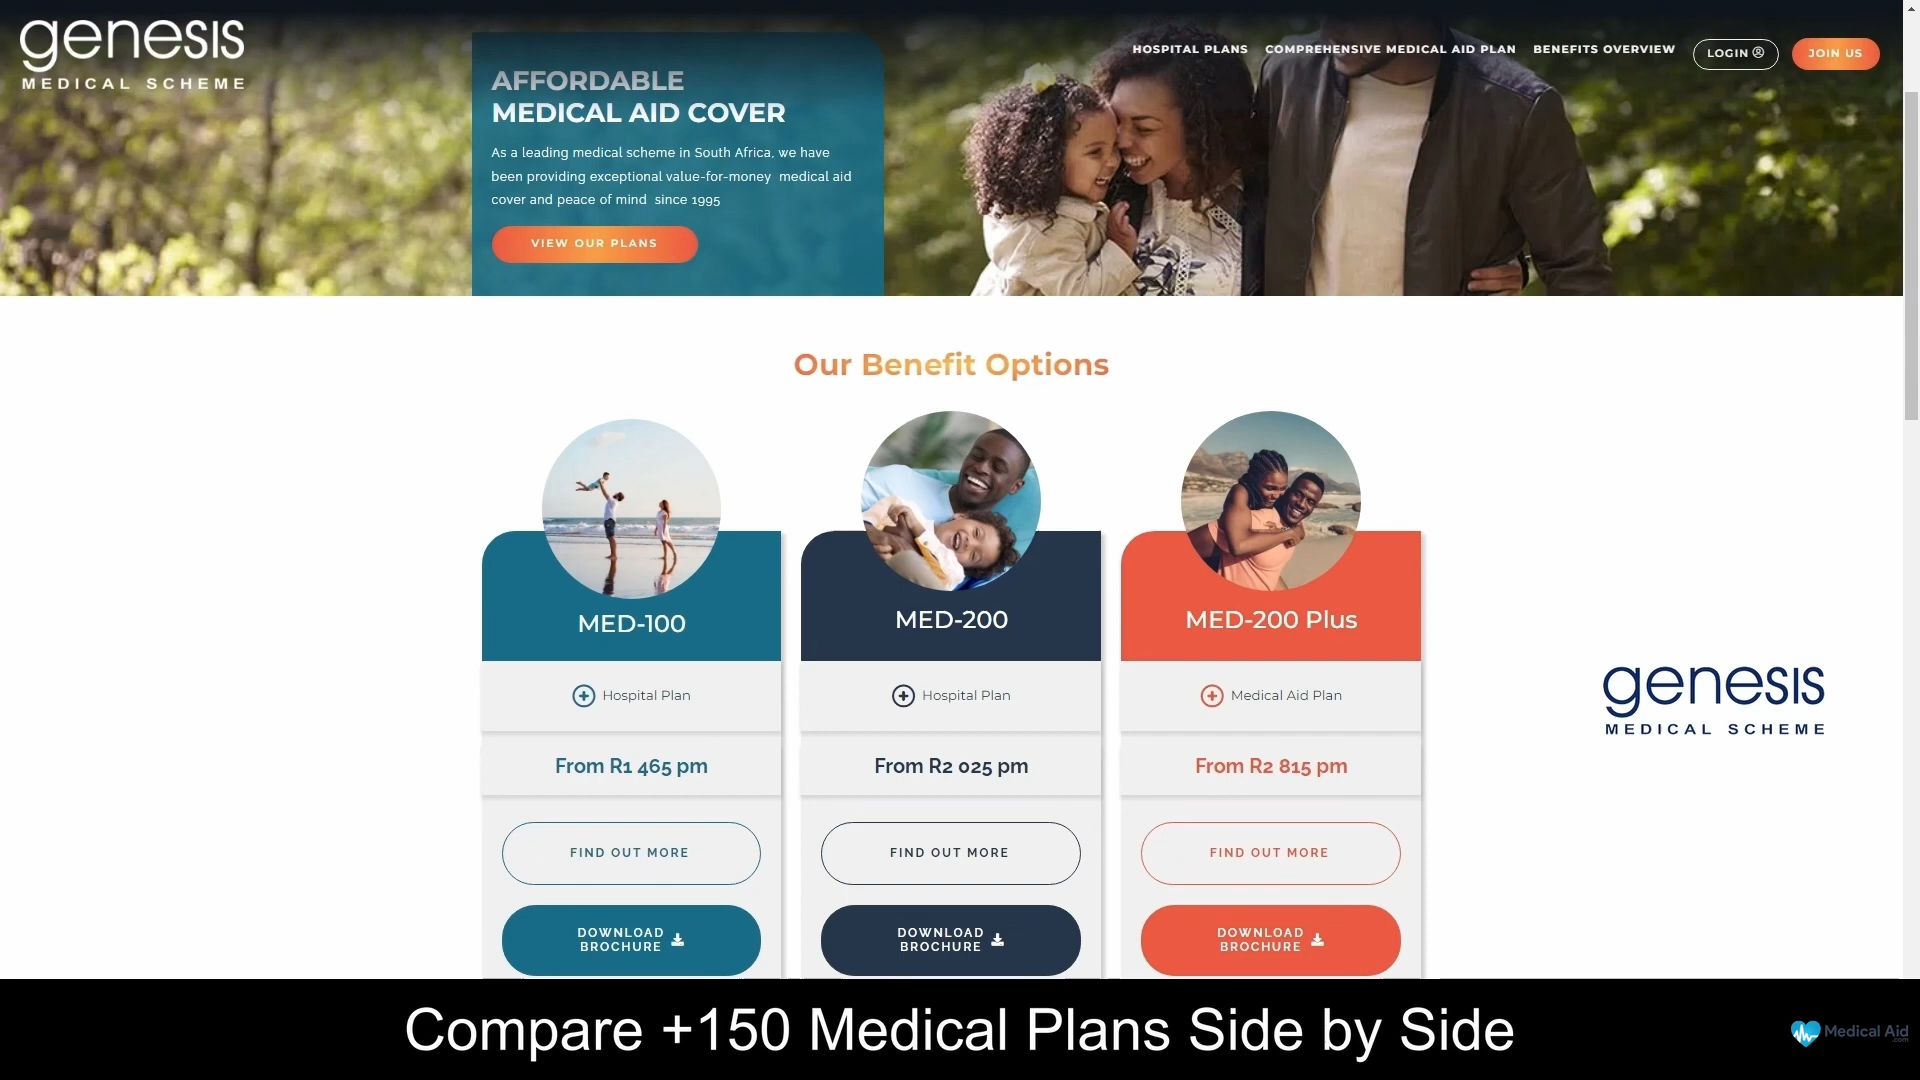 genesis
MEDICAL SCHEME
HOSPITAL PLANS
COMPREHENSIVE MEDICAL AID PLAN
BENEFITS OVERVIEW
LOGIN
JOIN US
AFFORDABLE
MEDICAL AID COVER
As a leading medical scheme in South Africa, we have
been providing exceptional value-for-money medical aid
cover and peace of mind since 1995
VIEW OUR PLANS
Our Benefit Options
MED-100
Hospital Plan
From R1 465 pm
FIND OUT MORE
DOWNLOAD
BROCHURE
MED-200
Hospital Plan
From R2 025 pm
FIND OUT MORE
DOWNLOAD
BROCHURE
MED-200 Plus
Medical Aid Plan
From R2 815 pm
FIND OUT MORE
DOWNLOAD
BROCHURE
genesis
MEDICAL SCHEME
Compare +150 Medical Plans Side by Side
Medical Aid
.com